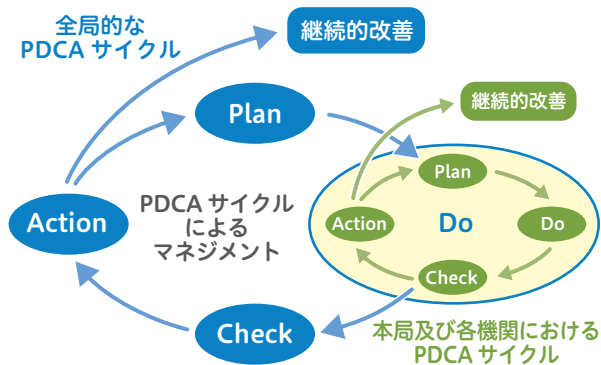 全局的な
PDCA サイクル
継続的改善
Plan
継続的改善
Plan
Action
PDCA サイクル
による
マネジメント
Action
Do
Do
Check
Check
本局及び各機関における
PDCA サイクル